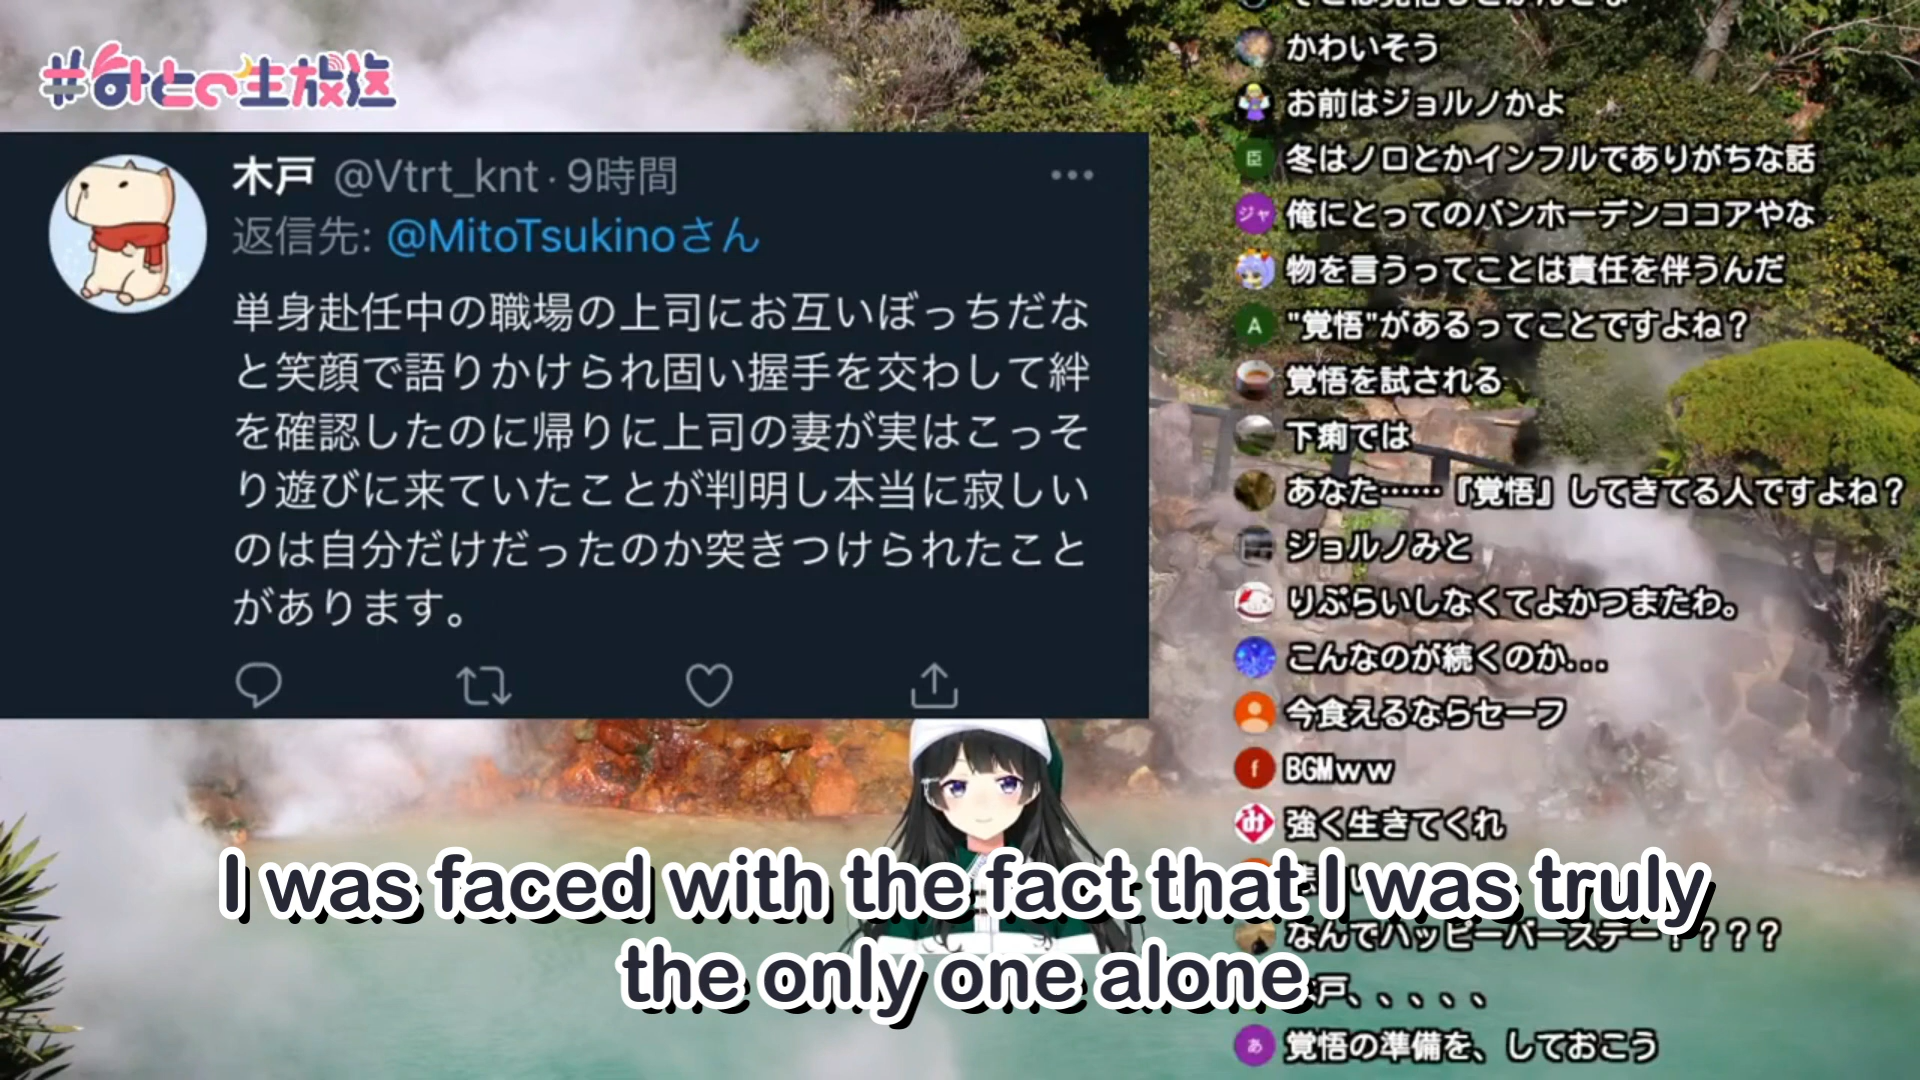 #みとの生放送
木戸 @Vtrt_knt·9時間
返信先: @MitoTsukinoさん
単身赴任中の職場の上司にお互いぼっちだな
と笑顔で語りかけられ固い握手を交わして絆
を確認したのに帰りに上司の妻が実はこっそ
り遊びに来ていたことが判明し本当に寂しい
のは自分だけだったのか突きつけられたこと
があります。
かわいそう
お前はジョルノかよ
臣 冬はノロとかインフルでありがちな話
ジャ 俺にとってのバンホーデンココアやな
物を言うってことは責任を伴うんだ
A "覚悟"があるってことですよね？
覚悟を試される
下痢では
あなた……『覚悟』してきてる人ですよね？
ジョルノみと
りぷらいしなくてよかつまたわ。
こんなのが続くのか...
今食えるならセーフ
f BGMｗｗ
み 強く生きてくれ
なんでハッピーバースデー！？？？
戸、、、、、
あ 覚悟の準備を、しておこう
I was faced with the fact that I was truly
the only one alone